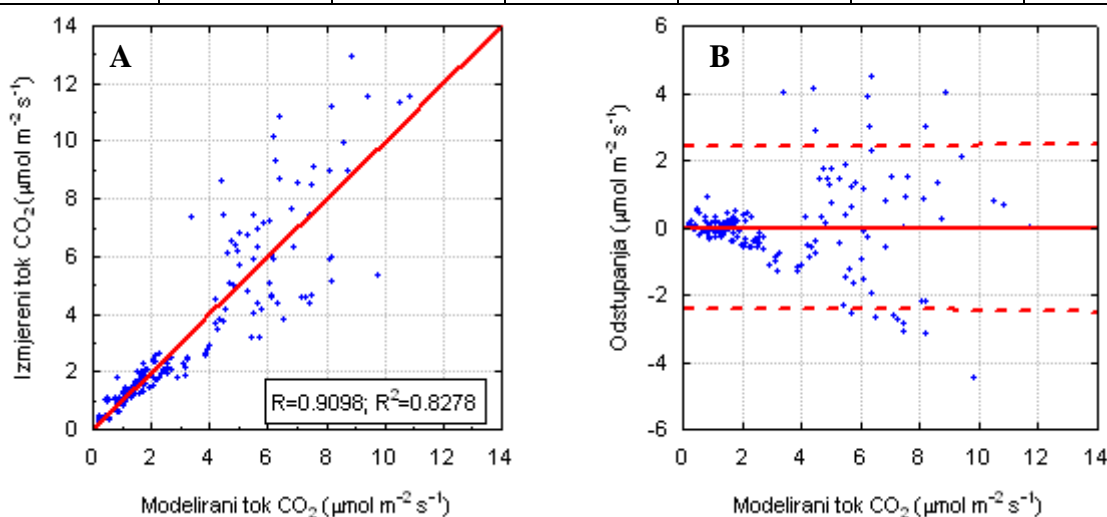 A
14
12
10
8
6
4
2
0
Izmjereni tok CO₂ (µmol m⁻² s⁻¹)
R=0.9098; R²=0.8278
0 2 4 6 8 10 12 14
Modelirani tok CO₂ (µmol m⁻² s⁻¹)
B
6
4
2
0
-2
-4
-6
Odstupanja (µmol m⁻² s⁻¹)
0 2 4 6 8 10 12 14
Modelirani tok CO₂ (µmol m⁻² s⁻¹)